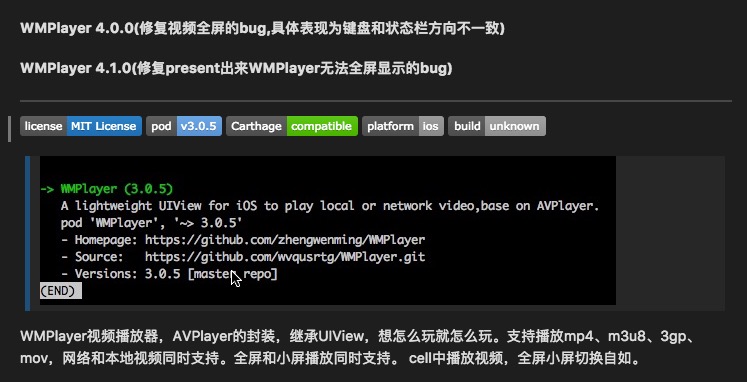 WMPlayer 4.0.0(修复视频全屏的bug,具体表现为键盘和状态栏方向不一致)
WMPlayer 4.1.0(修复present出来WMPlayer无法全屏显示的bug)
license MIT License pod v3.0.5 Carthage compatible platform ios build unknown
-> WMPlayer (3.0.5)
A lightweight UIView for iOS to play local or network video,base on AVPlayer.
pod 'WMPlayer', '~> 3.0.5'
- Homepage: https://github.com/zhengwenming/WMPlayer
- Source: https://github.com/wvqusrtg/WMPlayer.git
- Versions: 3.0.5 [master repo]
(END)
WMPlayer视频播放器，AVPlayer的封装，继承UIView，想怎么玩就怎么玩。支持播放mp4、m3u8、3gp、
mov，网络和本地视频同时支持。全屏和小屏播放同时支持。 cell中播放视频，全屏小屏切换自如。